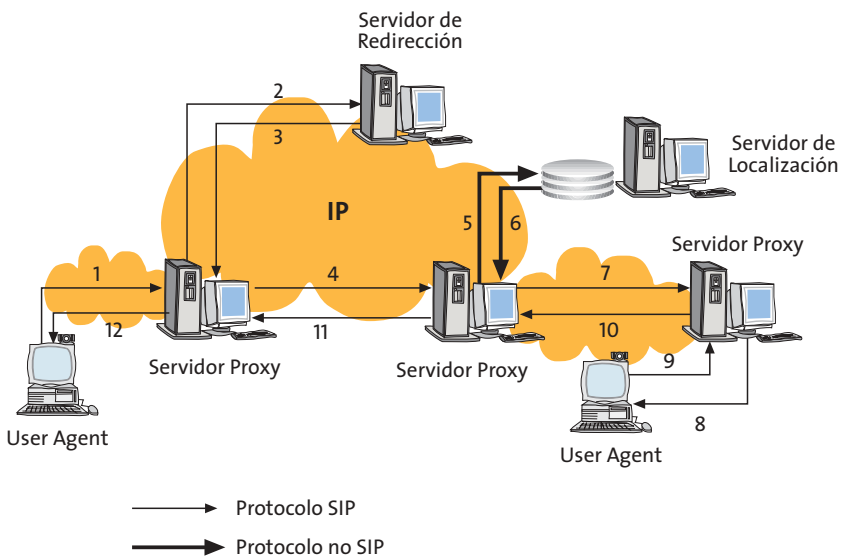 Servidor de
Redirección
2
3
Servidor de
Localización
IP
5
6
Servidor Proxy
1
4
7
12
11
10
9
Servidor Proxy
Servidor Proxy
8
User Agent
User Agent
Protocolo SIP
Protocolo no SIP